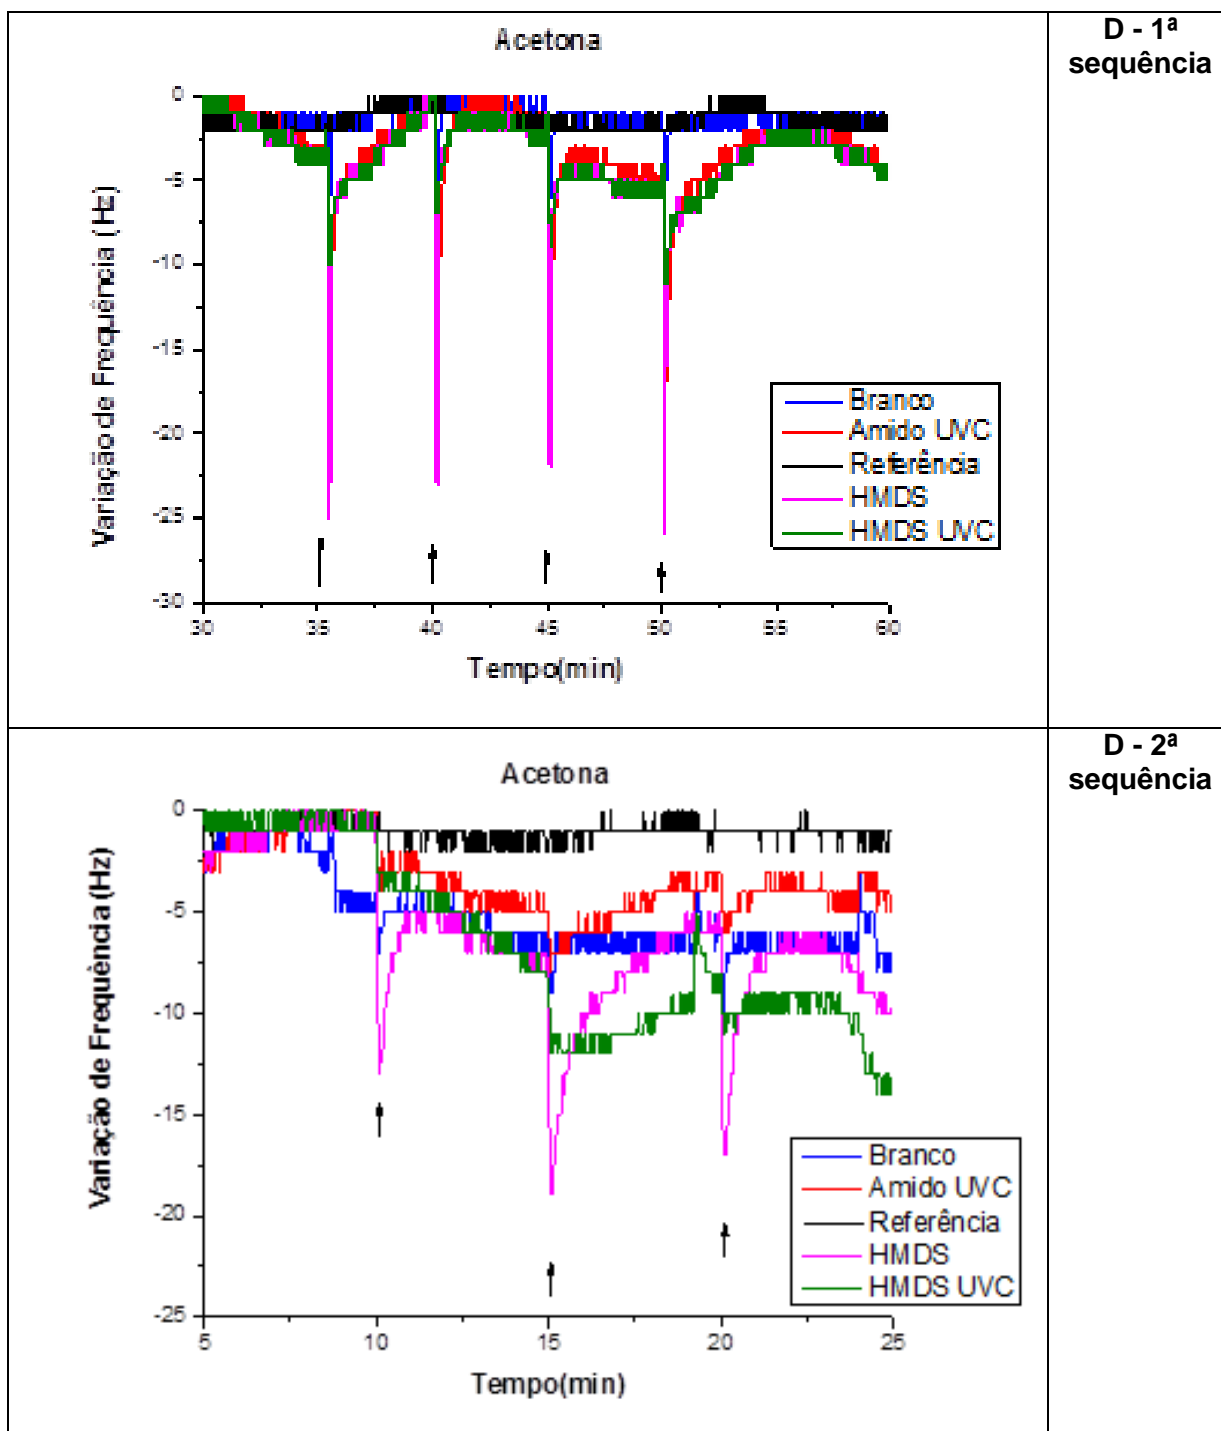 Acetona
D - 1ª
sequência
Variação de Frequência (Hz)
0
-5
-10
-15
-20
-25
-30
Branco
Amido UVC
Referência
HMDS
HMDS UVC
30
35
40
45
50
55
60
Tempo(min)
D - 2ª
sequência
Acetona
Variação de Frequência (Hz)
0
-5
-10
-15
-20
-25
Branco
Amido UVC
Referência
HMDS
HMDS UVC
5
10
15
20
25
Tempo(min)